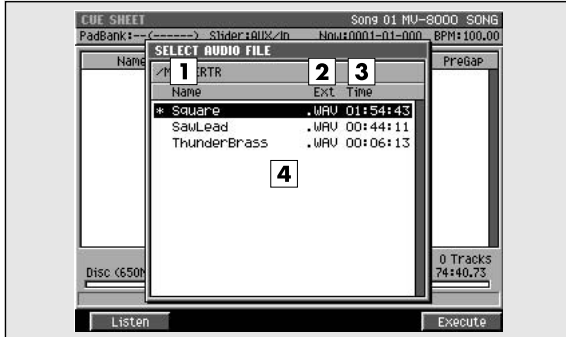 CUE SHEET Song 01 MV-8000 SONG
PadBank:--(------) Slider:AUX/In Now:0001-01-000 BPM:100.00
SELECT AUDIO FILE
Name PreGap
1 2 3
Name Ext Time
* Square .WAV 01:54:43
SawLead .WAV 00:44:11
ThunderBrass .WAV 00:06:13
4
0 Tracks
Disc (650M 74:40.73
Listen Execute